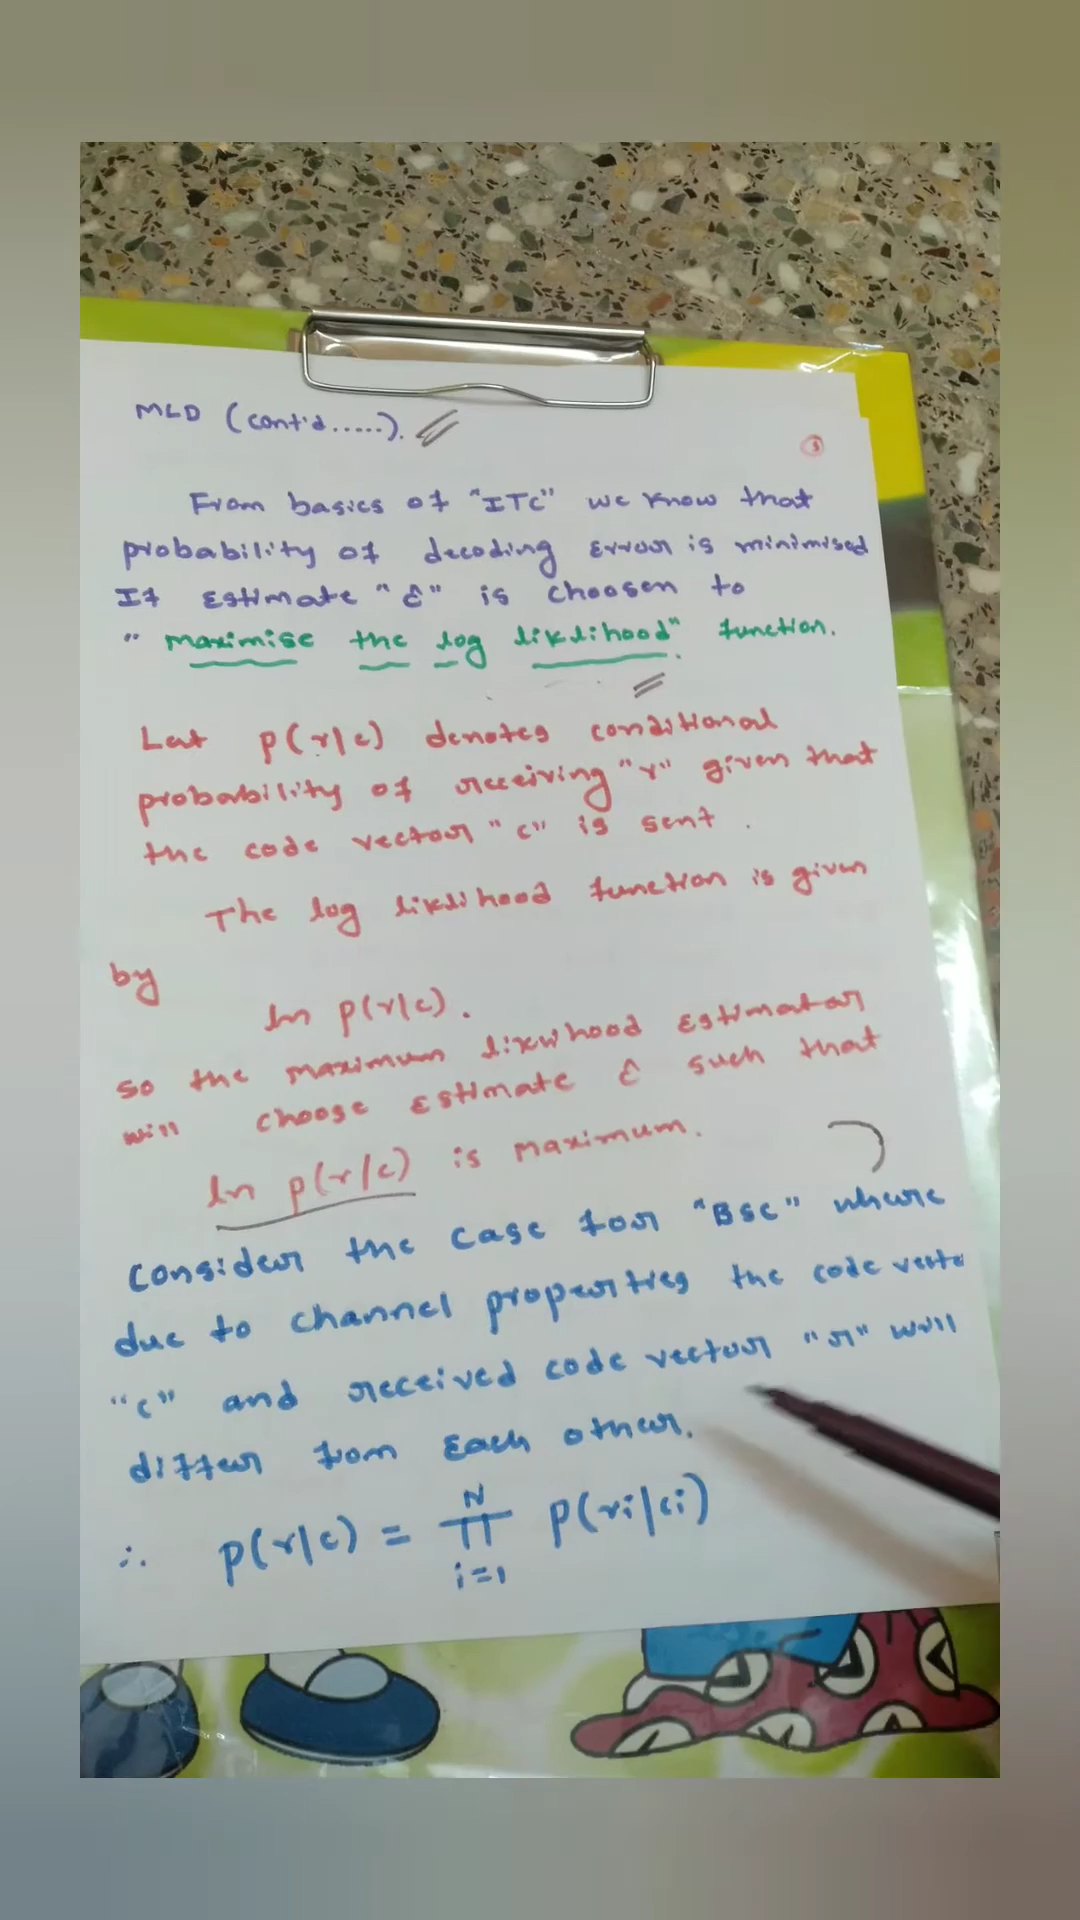 MLD (cont'd.....).
3
From basics of "ITC" we know that
probability of decoding error is minimised
If estimate "ĉ" is choosen to
"maximise the log liklihood" function.
Let p(r/c) denotes conditional
probability of receiving "r" given that
the code vector "c" is sent.
The log liklihood function is given
by
ln p(r/c).
so the maximum likelihood estimator
will choose estimate ĉ such that
ln p(r/c) is maximum.
consider the case for "BSC" where
due to channel properties the code vecto
"c" and received code vector "r" will
differ from each other.
∴ p(r/c) = N
∏ p(ri/ci)
i=1